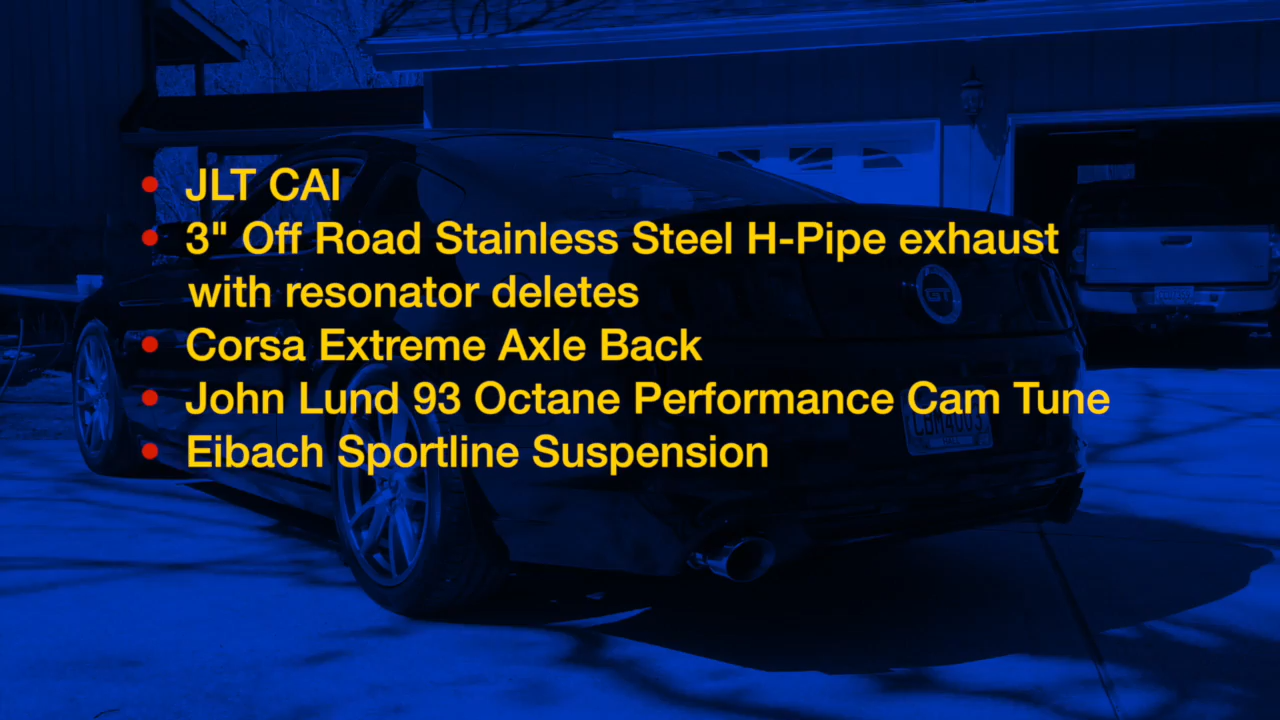 • JLT CAI
• 3" Off Road Stainless Steel H-Pipe exhaust
with resonator deletes
• Corsa Extreme Axle Back
• John Lund 93 Octane Performance Cam Tune
• Eibach Sportline Suspension
GT